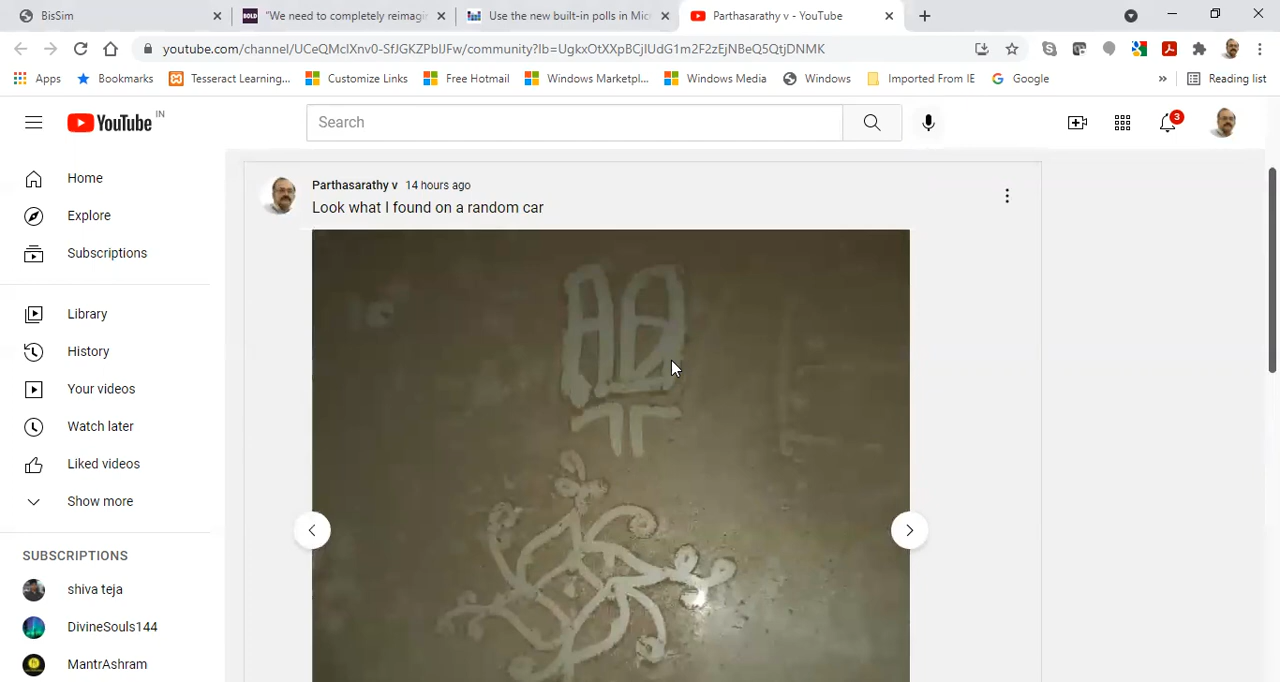 BisSim
"We need to completely reimagi
Use the new built-in polls in Micr
Parthasarathy v - YouTube
youtube.com/channel/UCeQMcIXnv0-SfJGKZPblJFw/community?lb=UgkxOtXXpBCjIUdG1m2F2zEjNBeQ5QtjDNMK
Apps
Bookmarks
Tesseract Learning...
Customize Links
Free Hotmail
Windows Marketpl...
Windows Media
Windows
Imported From IE
Google
»
Reading list
YouTube IN
Search
3
Home
Explore
Subscriptions
Library
History
Your videos
Watch later
Liked videos
Show more
SUBSCRIPTIONS
shiva teja
DivineSouls144
MantrAshram
Parthasarathy v 14 hours ago
Look what I found on a random car